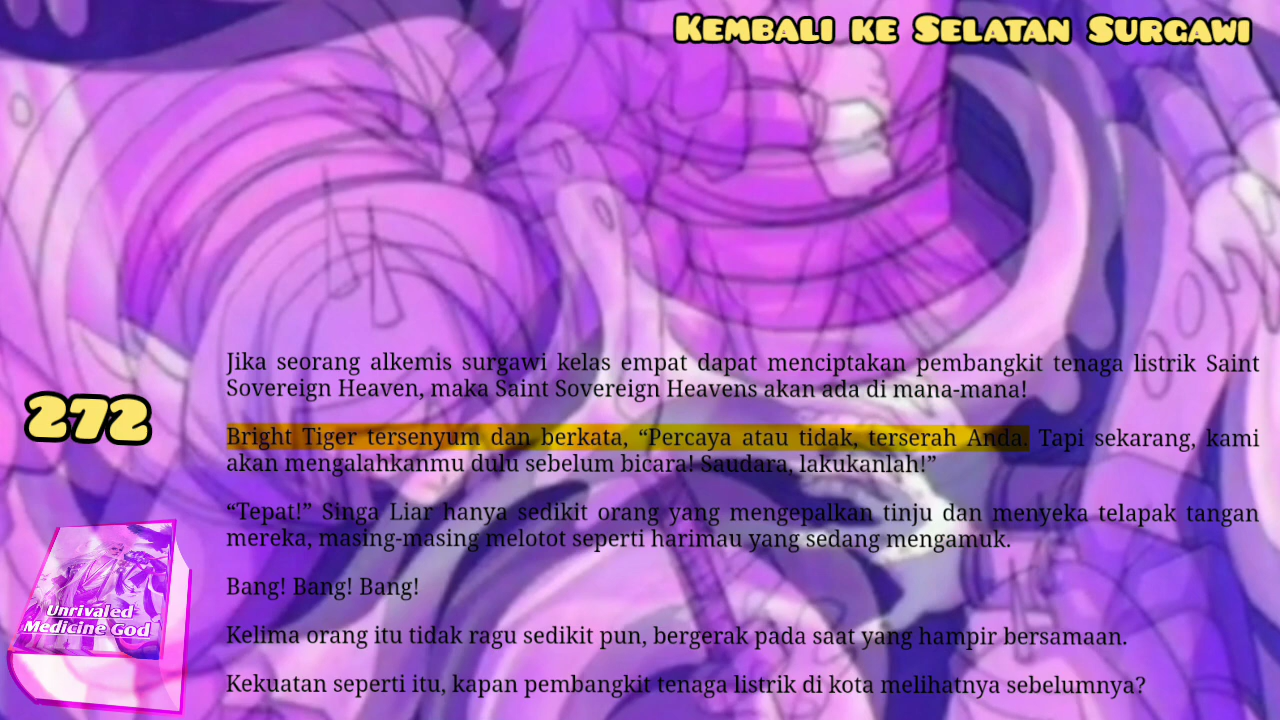 Kembali ke Selatan Surgawi
Jika seorang alkemis surgawi kelas empat dapat menciptakan pembangkit tenaga listrik Saint
Sovereign Heaven, maka Saint Sovereign Heavens akan ada di mana-mana!
272
Bright Tiger tersenyum dan berkata, “Percaya atau tidak, terserah Anda. Tapi sekarang, kami
akan mengalahkanmu dulu sebelum bicara! Saudara, lakukanlah!”
“Tepat!” Singa Liar hanya sedikit orang yang mengepalkan tinju dan menyeka telapak tangan
mereka, masing-masing melotot seperti harimau yang sedang mengamuk.
Bang! Bang! Bang!
Unrivaled
Medicine God
Kelima orang itu tidak ragu sedikit pun, bergerak pada saat yang hampir bersamaan.
Kekuatan seperti itu, kapan pembangkit tenaga listrik di kota melihatnya sebelumnya?